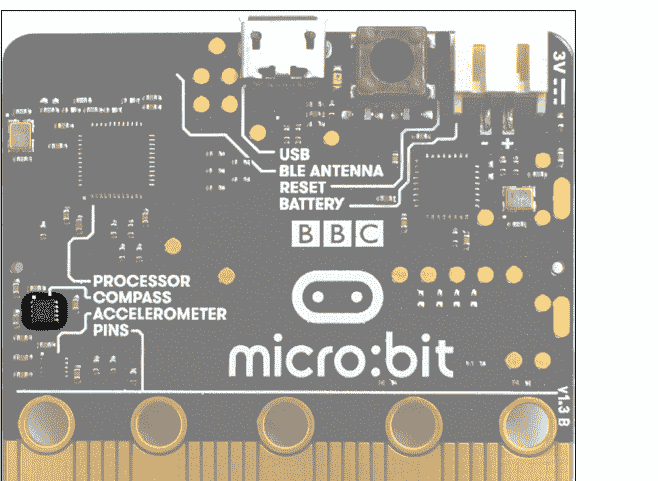 3V
- +
USB
BLE ANTENNA
RESET
BATTERY
BBC
PROCESSOR
COMPASS
ACCELEROMETER
PINS
micro:bit
V1.3 B